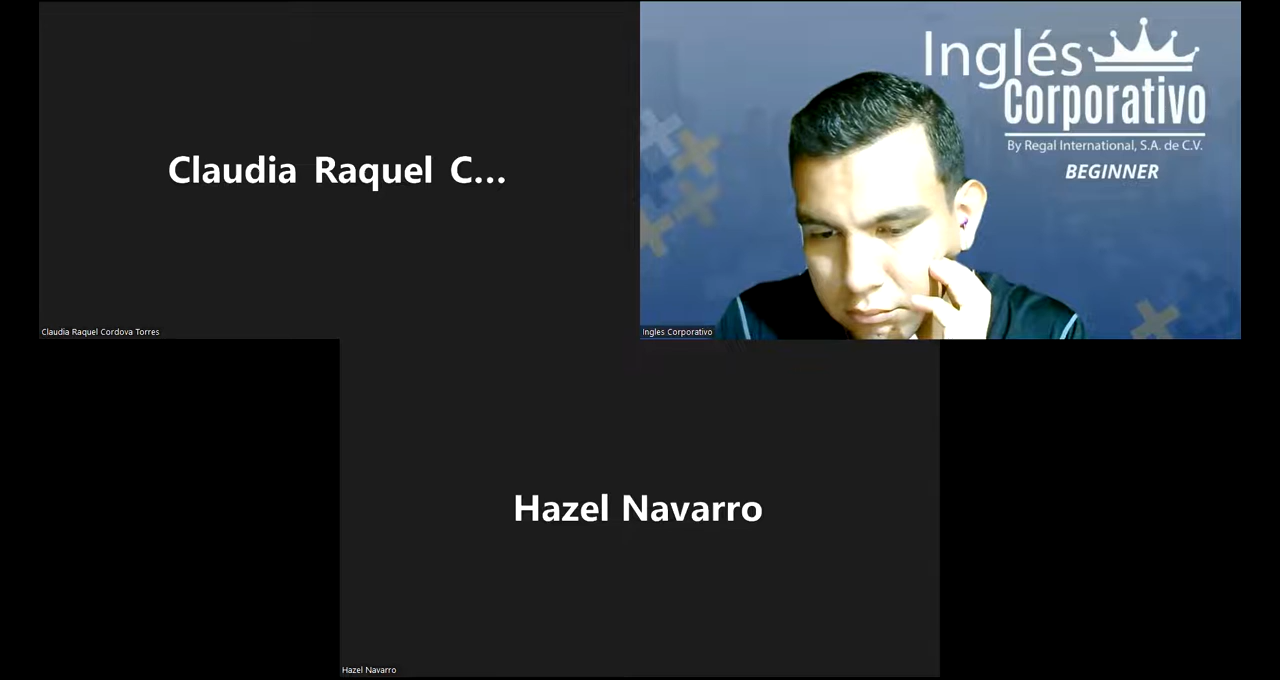 Claudia Raquel C...
Claudia Raquel Cordova Torres
Inglés
Corporativo
By Regal International, S.A. de C.V.
BEGINNER
Ingles Corporativo
Hazel Navarro
Hazel Navarro